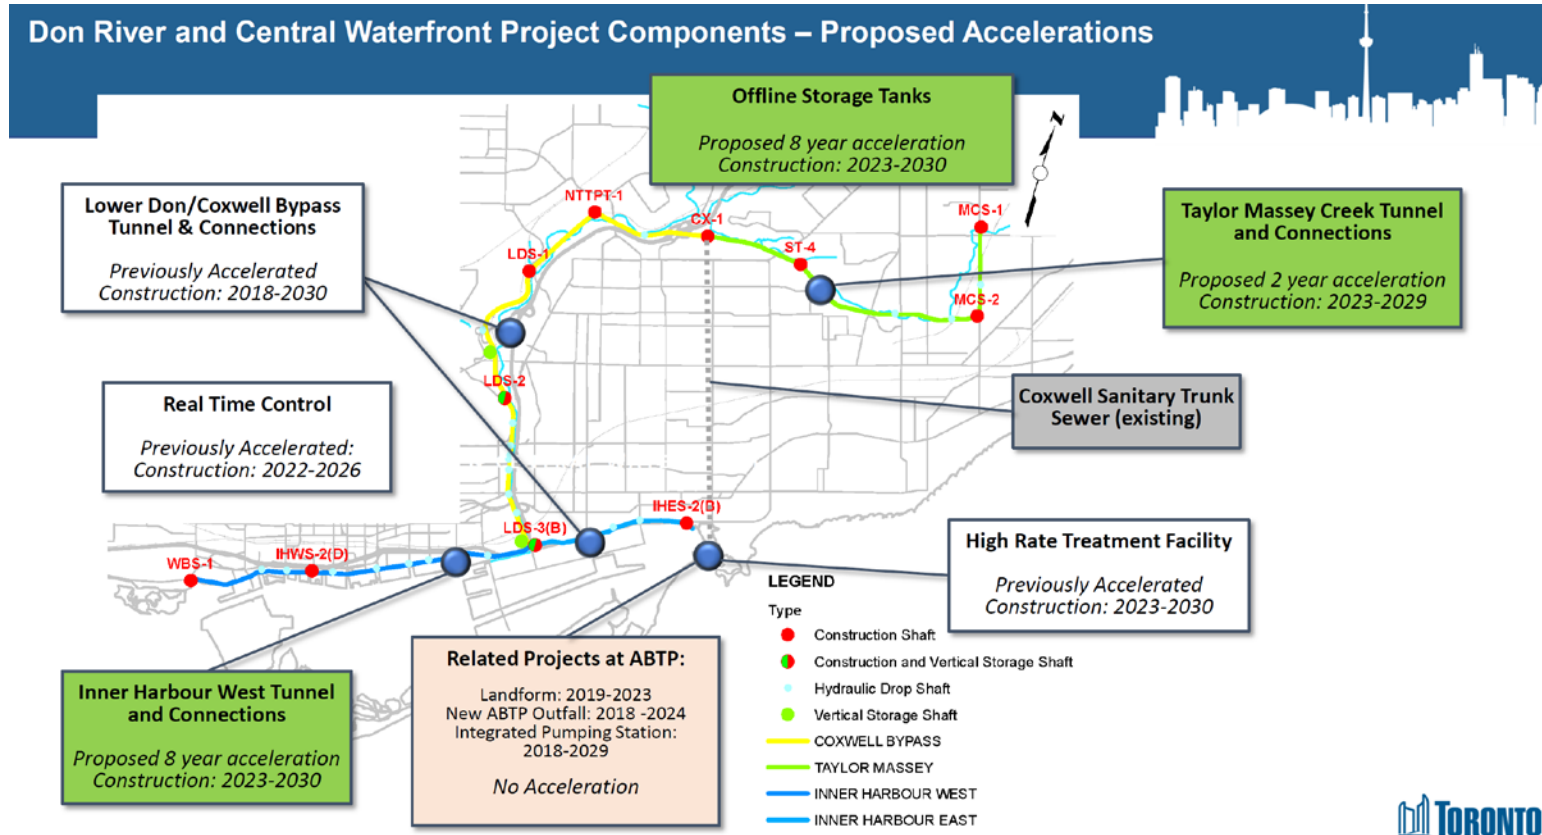 Don River and Central Waterfront Project Components – Proposed Accelerations
Offline Storage Tanks
Proposed 8 year acceleration
Construction: 2023-2030
N
Lower Don/Coxwell Bypass
Tunnel & Connections
Previously Accelerated
Construction: 2018-2030
Taylor Massey Creek Tunnel
and Connections
Proposed 2 year acceleration
Construction: 2023-2029
NTTPT-1
CX-1
MCS-1
LDS-1
ST-4
MCS-2
LDS-2
Real Time Control
Previously Accelerated:
Construction: 2022-2026
Coxwell Sanitary Trunk
Sewer (existing)
IHES-2(B)
LDS-3(B)
IHWS-2(D)
WBS-1
High Rate Treatment Facility
Previously Accelerated
Construction: 2023-2030
Inner Harbour West Tunnel
and Connections
Proposed 8 year acceleration
Construction: 2023-2030
Related Projects at ABTP:
Landform: 2019-2023
New ABTP Outfall: 2018 -2024
Integrated Pumping Station:
2018-2029
No Acceleration
LEGEND
Type
Construction Shaft
Construction and Vertical Storage Shaft
Hydraulic Drop Shaft
Vertical Storage Shaft
COXWELL BYPASS
TAYLOR MASSEY
INNER HARBOUR WEST
INNER HARBOUR EAST
TORONTO